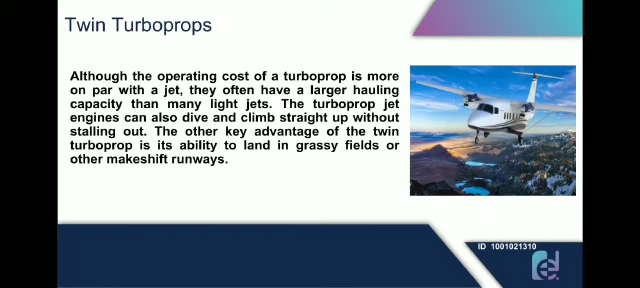 Twin Turboprops
Although the operating cost of a turboprop is more
on par with a jet, they often have a larger hauling
capacity than many light jets. The turboprop jet
engines can also dive and climb straight up without
stalling out. The other key advantage of the twin
turboprop is its ability to land in grassy fields or
other makeshift runways.
ID 1001021310